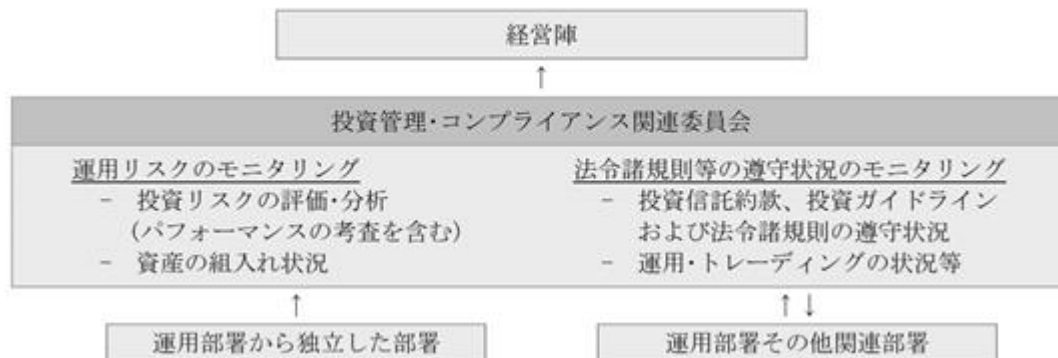 経営陣
↑
投資管理･コンプライアンス関連委員会
運用リスクのモニタリング
− 投資リスクの評価･分析
(パフォーマンスの考査を含む)
− 資産の組入れ状況
法令諸規則等の遵守状況のモニタリング
− 投資信託約款、投資ガイドライン
および法令諸規則の遵守状況
− 運用･トレーディングの状況等
↑
↑↓
運用部署から独立した部署
運用部署その他関連部署